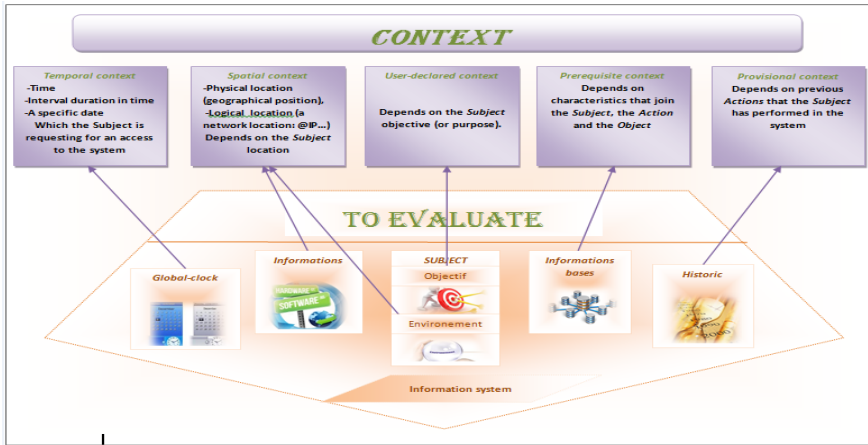 CONTEXT
Temporal context
-Time
-Interval duration in time
-A specific date
Which the Subject is
requesting for an access
to the system
Spatial context
-Physical location
(geographical position),
-Logical location (a
network location: @IP...)
Depends on the Subject
location
User-declared context
Depends on the Subject
objective (or purpose).
Prerequisite context
Depends on
characteristics that join
the Subject, the Action
and the Object
Provisional context
Depends on previous
Actions that the Subject
has performed in the
system
TO EVALUATE
Global-clock
Informations
HARDWARE
SOFTWARE
SUBJECT
Objectif
Environement
Informations
bases
Historic
Information system